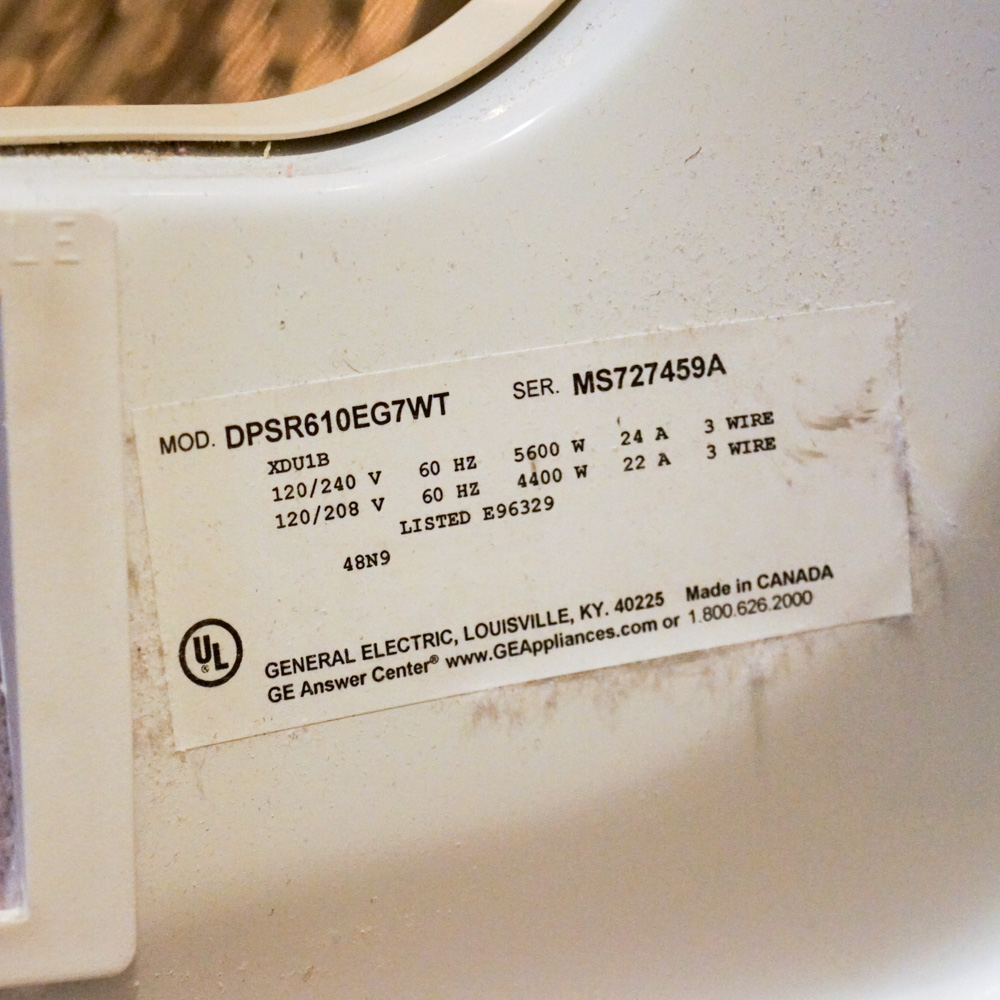 LE
MOD. DPSR610EG7WT SER. MS727459A
XDU1B
120/240 V 60 HZ 5600 W 24 A 3 WIRE
120/208 V 60 HZ 4400 W 22 A 3 WIRE
LISTED E96329
48N9
UL
GENERAL ELECTRIC, LOUISVILLE, KY. 40225 Made in CANADA
GE Answer Center® www.GEAppliances.com or 1.800.626.2000